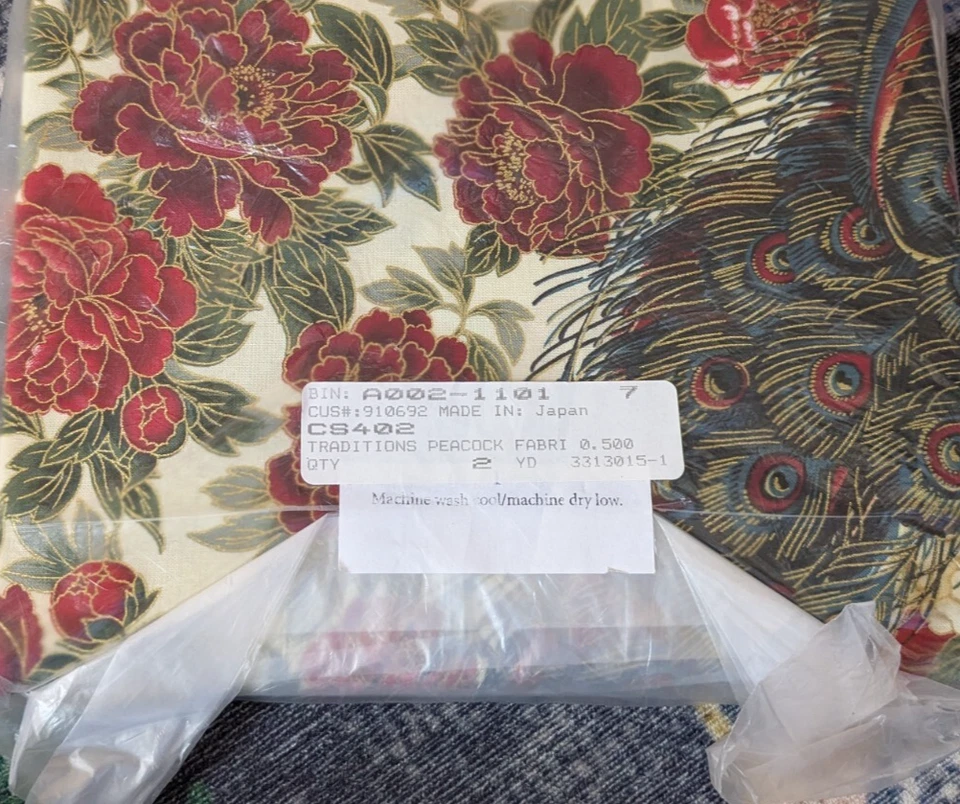 BIN: A002-1101 7
CUS#:910692 MADE IN: Japan
CS402
TRADITIONS PEACOCK FABRI 0.500
QTY 2 YD 3313015-1
Machine wash cool/machine dry low.